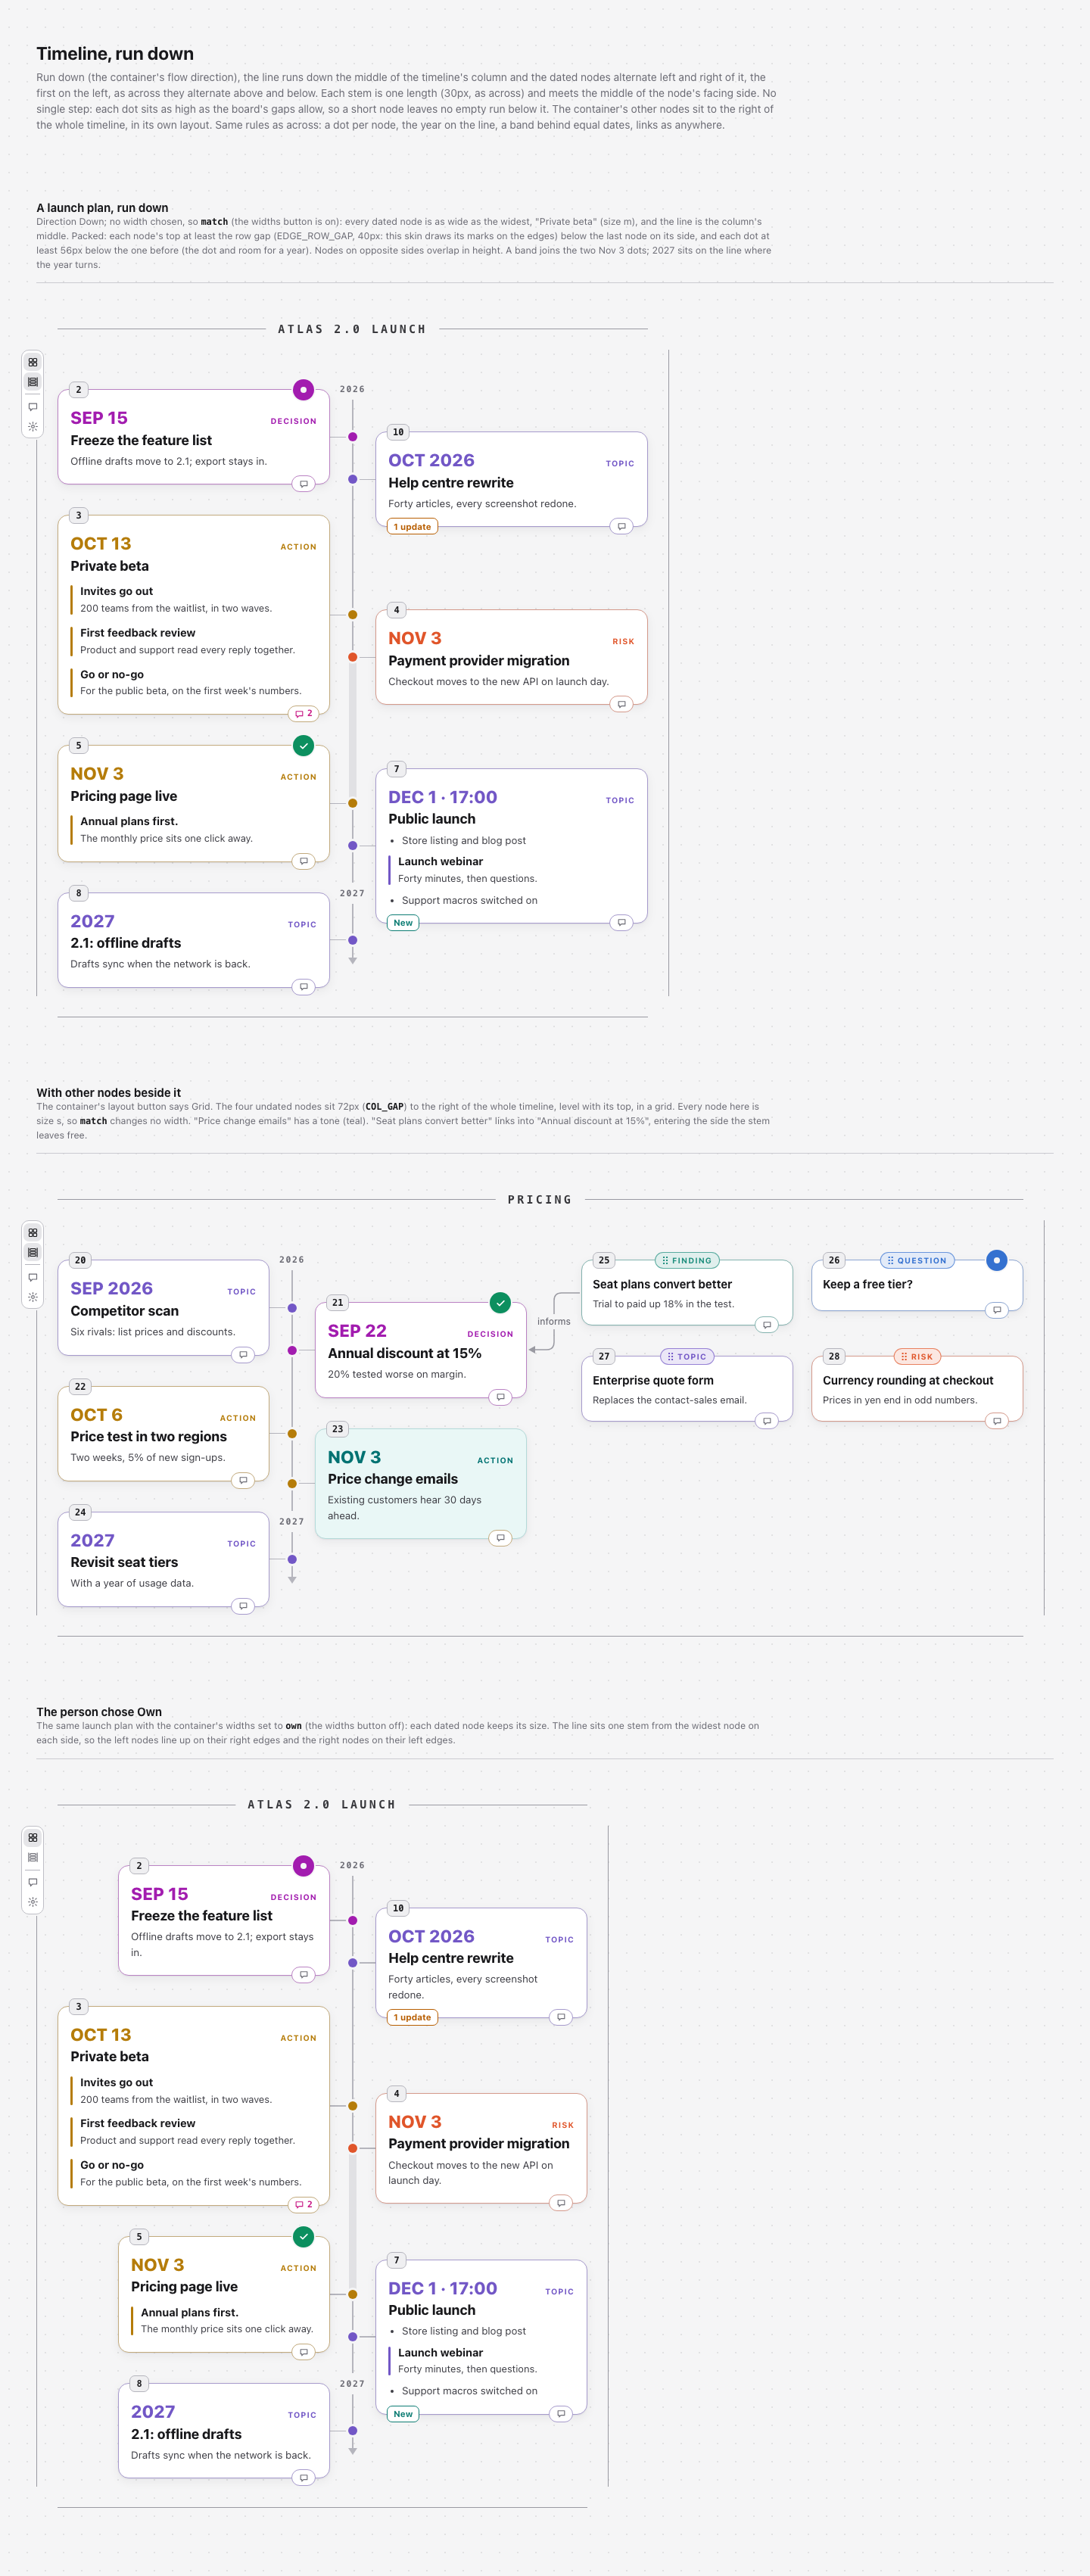 Timeline, run down
Run down (the container's flow direction), the line runs down the middle of the timeline's column and the dated nodes alternate left and right of it, the
first on the left, as across they alternate above and below. Each stem is one length (30px, as across) and meets the middle of the node's facing side. No
single step: each dot sits as high as the board's gaps allow, so a short node leaves no empty run below it. The container's other nodes sit to the right of
the whole timeline, in its own layout. Same rules as across: a dot per node, the year on the line, a band behind equal dates, links as anywhere.
A launch plan, run down
Direction Down; no width chosen, so match (the widths button is on): every dated node is as wide as the widest, "Private beta" (size m), and the line is the column's
middle. Packed: each node's top at least the row gap (EDGE_ROW_GAP, 40px: this skin draws its marks on the edges) below the last node on its side, and each dot at
least 56px below the one before (the dot and room for a year). Nodes on opposite sides overlap in height. A band joins the two Nov 3 dots; 2027 sits on the line where
the year turns.
ATLAS 2.0 LAUNCH
2
2026
SEP 15
DECISION
Freeze the feature list
Offline drafts move to 2.1; export stays in.
10
OCT 2026
TOPIC
Help centre rewrite
Forty articles, every screenshot redone.
1 update
3
OCT 13
ACTION
Private beta
Invites go out
200 teams from the waitlist, in two waves.
First feedback review
Product and support read every reply together.
Go or no-go
For the public beta, on the first week's numbers.
2
4
NOV 3
RISK
Payment provider migration
Checkout moves to the new API on launch day.
5
NOV 3
ACTION
Pricing page live
Annual plans first.
The monthly price sits one click away.
7
DEC 1 · 17:00
TOPIC
Public launch
• Store listing and blog post
Launch webinar
Forty minutes, then questions.
• Support macros switched on
New
2027
8
2027
TOPIC
2.1: offline drafts
Drafts sync when the network is back.
With other nodes beside it
The container's layout button says Grid. The four undated nodes sit 72px (COL_GAP) to the right of the whole timeline, level with its top, in a grid. Every node here is
size s, so match changes no width. "Price change emails" has a tone (teal). "Seat plans convert better" links into "Annual discount at 15%", entering the side the stem
leaves free.
PRICING
20
2026
SEP 2026
TOPIC
Competitor scan
Six rivals: list prices and discounts.
21
SEP 22
DECISION
Annual discount at 15%
20% tested worse on margin.
informs
25
FINDING
Seat plans convert better
Trial to paid up 18% in the test.
26
QUESTION
Keep a free tier?
27
TOPIC
Enterprise quote form
Replaces the contact-sales email.
28
RISK
Currency rounding at checkout
Prices in yen end in odd numbers.
22
OCT 6
ACTION
Price test in two regions
Two weeks, 5% of new sign-ups.
23
NOV 3
ACTION
Price change emails
Existing customers hear 30 days
ahead.
2027
24
2027
TOPIC
Revisit seat tiers
With a year of usage data.
The person chose Own
The same launch plan with the container's widths set to own (the widths button off): each dated node keeps its size. The line sits one stem from the widest node on
each side, so the left nodes line up on their right edges and the right nodes on their left edges.
ATLAS 2.0 LAUNCH
2
2026
SEP 15
DECISION
Freeze the feature list
Offline drafts move to 2.1; export stays
in.
10
OCT 2026
TOPIC
Help centre rewrite
Forty articles, every screenshot
redone.
1 update
3
OCT 13
ACTION
Private beta
Invites go out
200 teams from the waitlist, in two waves.
First feedback review
Product and support read every reply together.
Go or no-go
For the public beta, on the first week's numbers.
2
4
NOV 3
RISK
Payment provider migration
Checkout moves to the new API on
launch day.
5
NOV 3
ACTION
Pricing page live
Annual plans first.
The monthly price sits one click away.
7
DEC 1 · 17:00
TOPIC
Public launch
• Store listing and blog post
Launch webinar
Forty minutes, then questions.
• Support macros switched on
New
2027
8
2027
TOPIC
2.1: offline drafts
Drafts sync when the network is back.